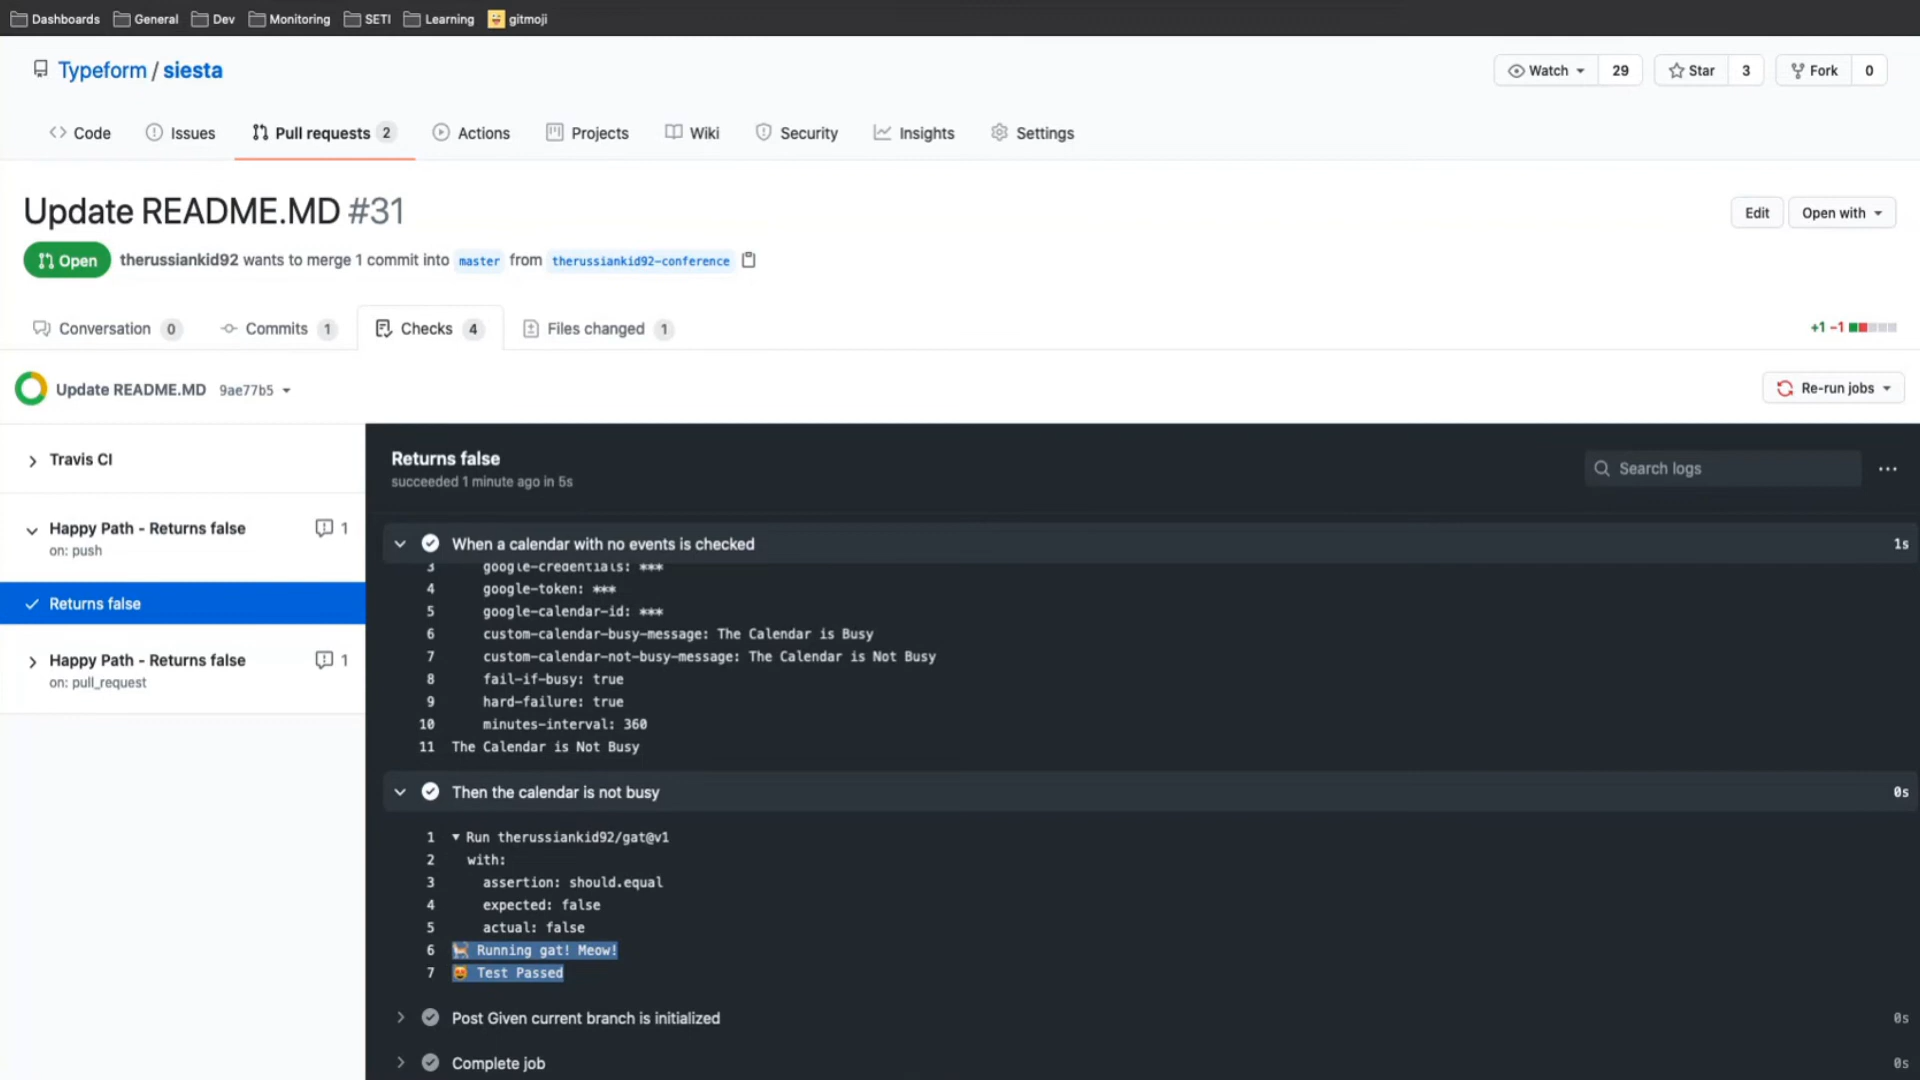 Dashboards General Dev Monitoring SETI Learning gitmoji
Typeform / siesta
Watch 29 Star 3 Fork 0
Code Issues Pull requests 2 Actions Projects Wiki Security Insights Settings
Update README.MD #31
Edit Open with
Open therussiankid92 wants to merge 1 commit into master from therussiankid92-conference
Conversation 0 Commits 1 Checks 4 Files changed 1
+1 −1
Update README.MD 9ae77b5
Re-run jobs
Travis CI
Happy Path - Returns false 1
on: push
Returns false
Happy Path - Returns false 1
on: pull_request
Returns false
succeeded 1 minute ago in 5s
Search logs
When a calendar with no events is checked 1s
3 google-credentials: ***
4 google-token: ***
5 google-calendar-id: ***
6 custom-calendar-busy-message: The Calendar is Busy
7 custom-calendar-not-busy-message: The Calendar is Not Busy
8 fail-if-busy: true
9 hard-failure: true
10 minutes-interval: 360
11 The Calendar is Not Busy
Then the calendar is not busy 0s
1 ▼ Run therussiankid92/gat@v1
2 with:
3 assertion: should.equal
4 expected: false
5 actual: false
6 🐈 Running gat! Meow!
7 😍 Test Passed
Post Given current branch is initialized 0s
Complete job 0s